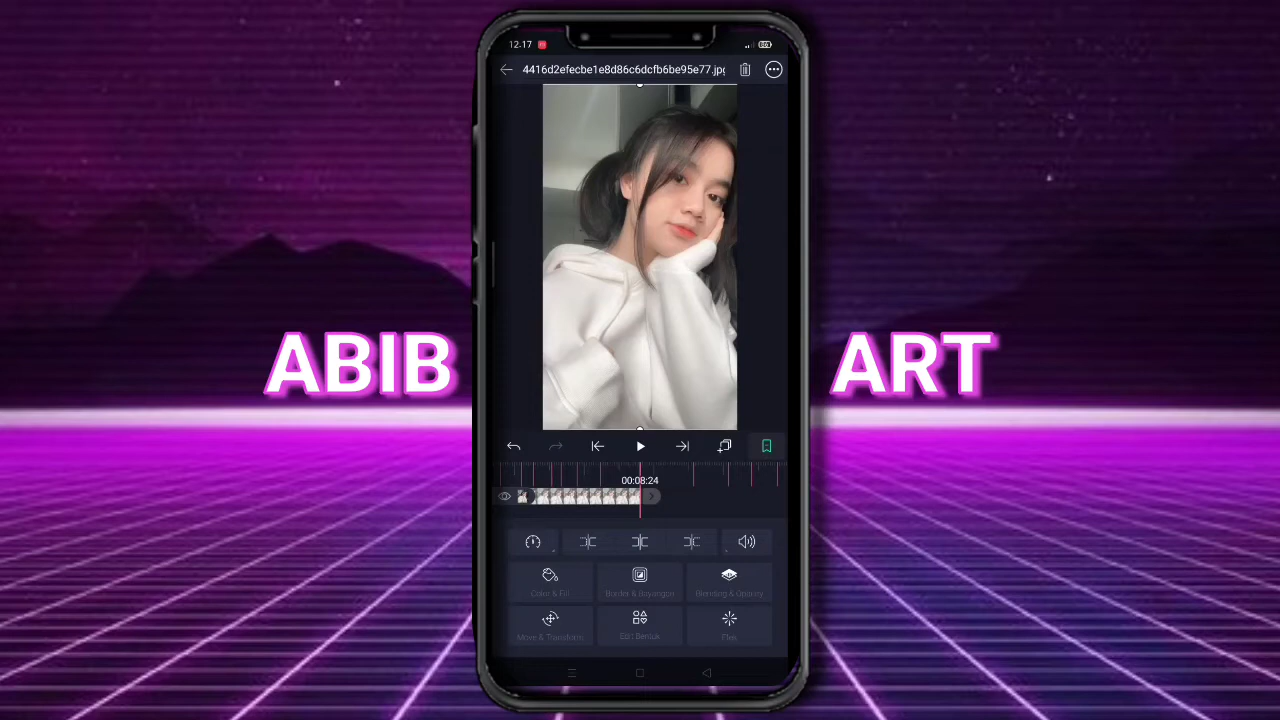 12.17
4416d2efecbe1e8d86c6dcfb6be95e77.jpg
ABIB
ART
00:08:24
Color & Fill
Border & Bayangan
Blending & Opacity
Move & Transform
Edit Bentuk
Efek